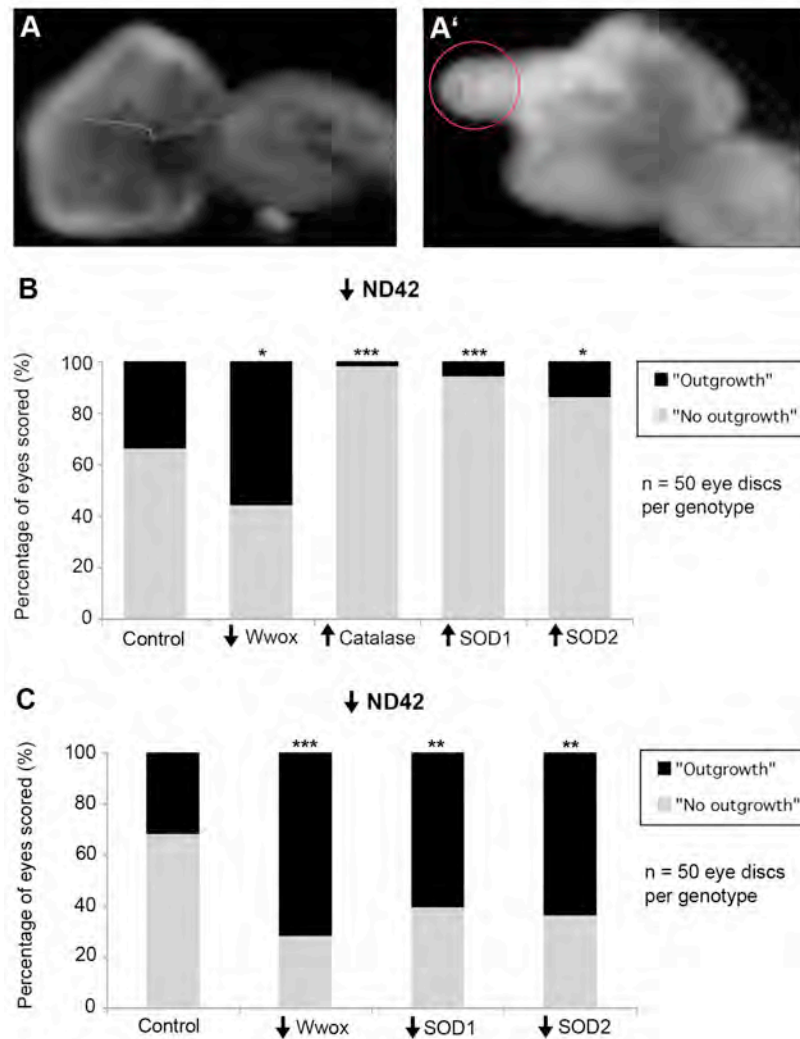 A
A'
B
↓ ND42
* *** *** *
Percentage of eyes scored (%)
100
80
60
40
20
0
Control ↓ Wwox ↑ Catalase ↑ SOD1 ↑ SOD2
"Outgrowth"
"No outgrowth"
n = 50 eye discs
per genotype
C
↓ ND42
*** ** **
Percentage of eyes scored (%)
100
80
60
40
20
0
Control ↓ Wwox ↓ SOD1 ↓ SOD2
"Outgrowth"
"No outgrowth"
n = 50 eye discs
per genotype